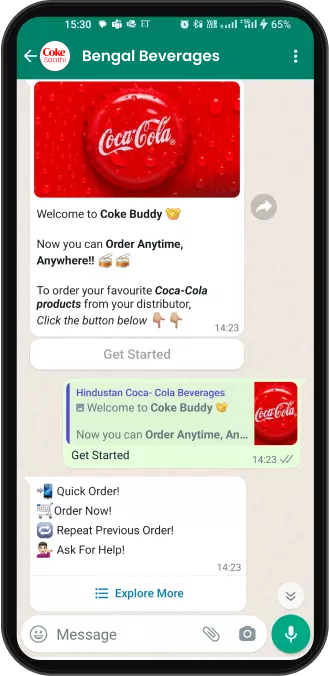 15:30 65%
Coke
Saathi
Bengal Beverages
Coca-Cola
Welcome to Coke Buddy 🤝
Now you can Order Anytime,
Anywhere!! 🥁🥁
To order your favourite Coca-Cola
products from your distributor,
Click the button below 👇🏼👇🏼
14:23
Get Started
Hindustan Coca- Cola Beverages
Welcome to Coke Buddy 🤝
Now you can Order Anytime, An...
Coca-Cola
Get Started
14:23
📲 Quick Order!
🛒Order Now!
🔁 Repeat Previous Order!
💁🏻‍♂️ Ask For Help!
14:23
Explore More
Message